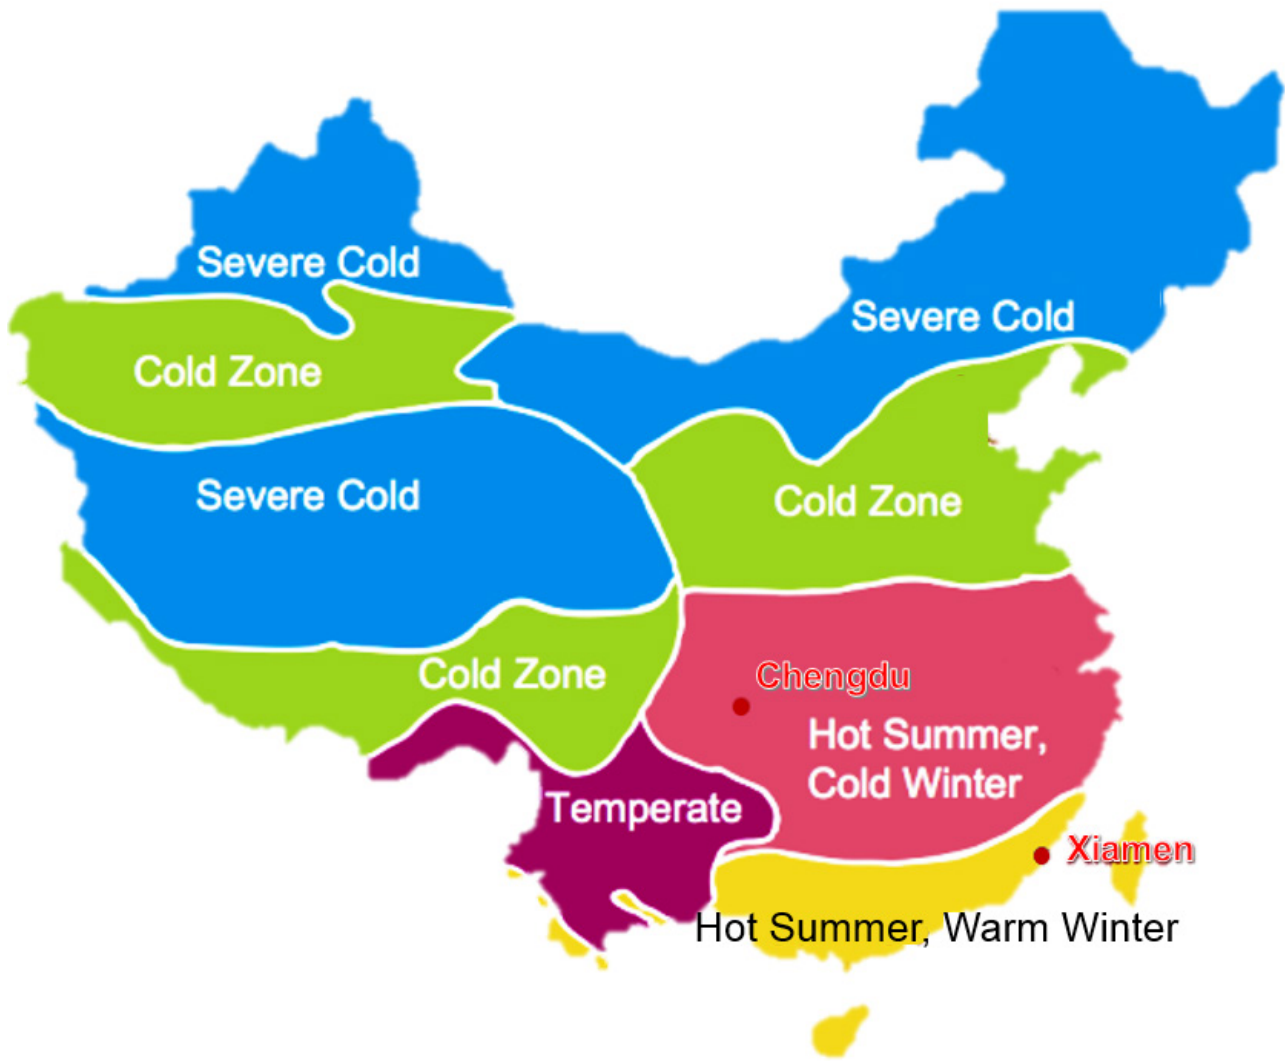 Severe Cold
Severe Cold
Cold Zone
Severe Cold
Cold Zone
Cold Zone
Chengdu
Hot Summer,
Cold Winter
Temperate
Xiamen
Hot Summer, Warm Winter